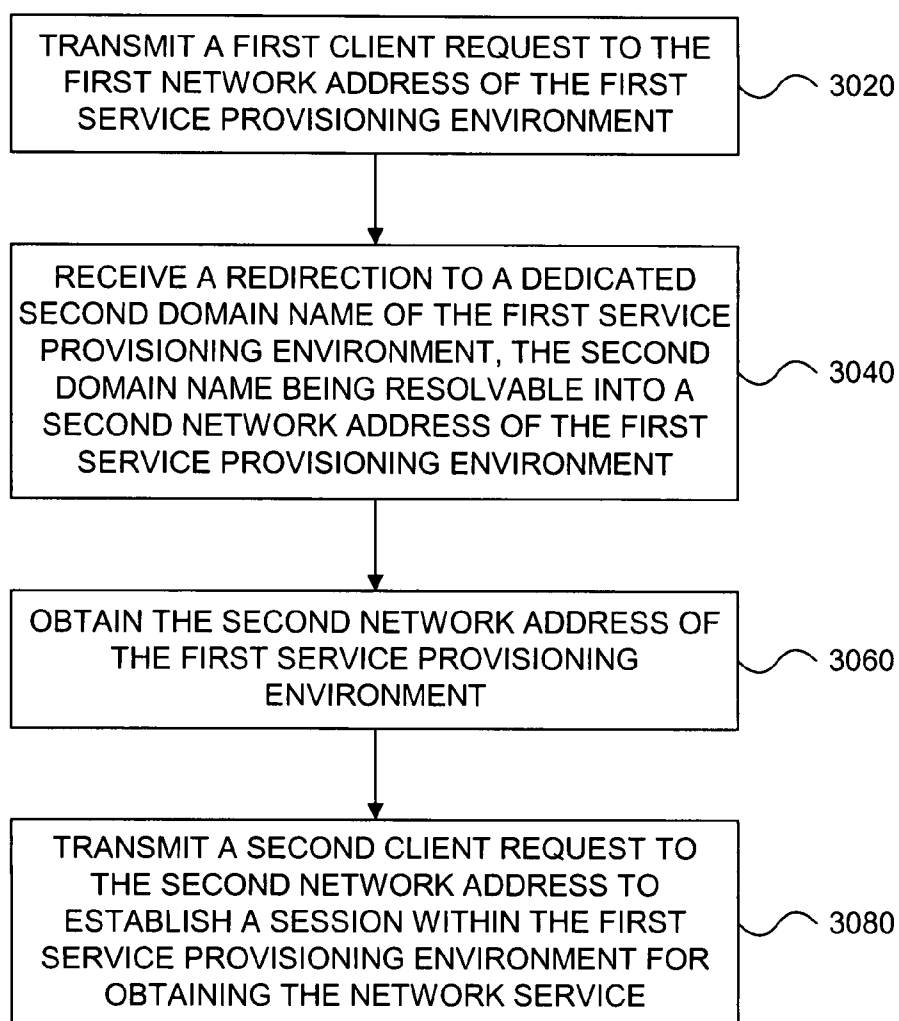 TRANSMIT A FIRST CLIENT REQUEST TO THE
FIRST NETWORK ADDRESS OF THE FIRST
SERVICE PROVISIONING ENVIRONMENT
3020
RECEIVE A REDIRECTION TO A DEDICATED
SECOND DOMAIN NAME OF THE FIRST SERVICE
PROVISIONING ENVIRONMENT, THE SECOND
DOMAIN NAME BEING RESOLVABLE INTO A
SECOND NETWORK ADDRESS OF THE FIRST
SERVICE PROVISIONING ENVIRONMENT
3040
OBTAIN THE SECOND NETWORK ADDRESS OF
THE FIRST SERVICE PROVISIONING
ENVIRONMENT
3060
TRANSMIT A SECOND CLIENT REQUEST TO
THE SECOND NETWORK ADDRESS TO
ESTABLISH A SESSION WITHIN THE FIRST
SERVICE PROVISIONING ENVIRONMENT FOR
OBTAINING THE NETWORK SERVICE
3080